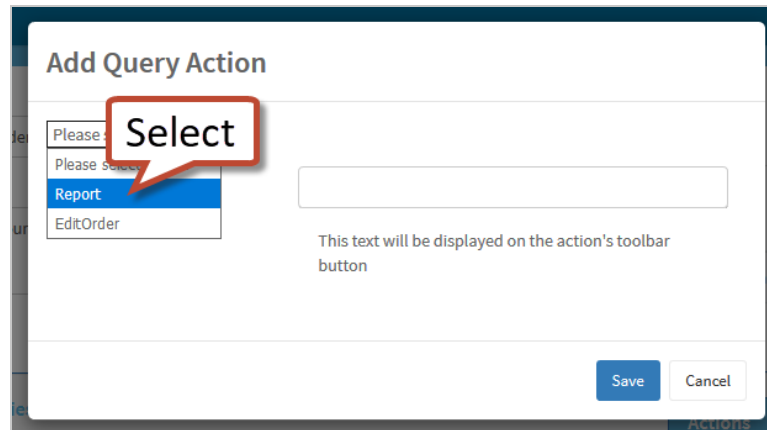 Add Query Action
Please
Select
Please select
Report
EditOrder
This text will be displayed on the action's toolbar
button
Save
Cancel
Actions